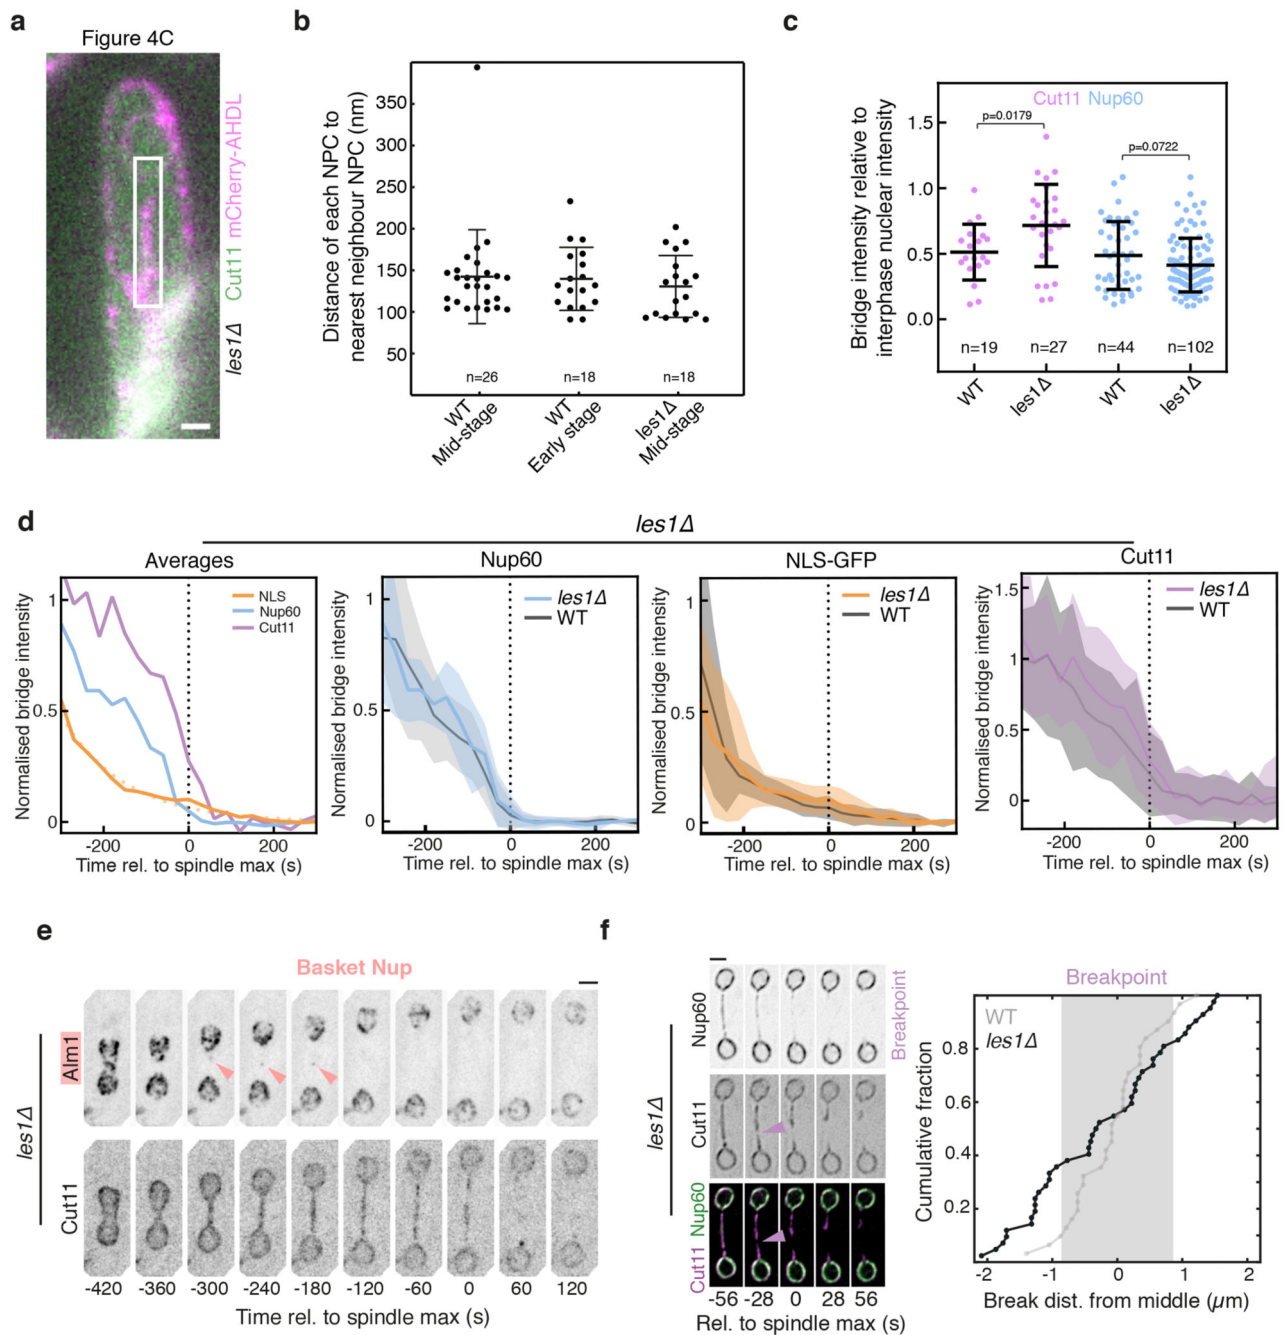 a
Figure 4C
les1Δ Cut11 mCherry-AHDL
b
Distance of each NPC to
nearest neighbour NPC (nm)
350
300
250
200
150
100
50
n=26
n=18
n=18
WT
Mid-stage
WT
Early stage
les1Δ
Mid-stage
c
Bridge intensity relative to
interphase nuclear intensity
Cut11 Nup60
1.5
1.0
0.5
0.0
p=0.0179
p=0.0722
n=19
n=27
n=44
n=102
WT
les1Δ
WT
les1Δ
d
les1Δ
Averages
Normalised bridge intensity
1
0.5
0
NLS
Nup60
Cut11
-200
0
200
Time rel. to spindle max (s)
Nup60
Normalised bridge intensity
1
0.5
0
les1Δ
WT
-200
0
200
Time rel. to spindle max (s)
NLS-GFP
Normalised bridge intensity
1
0.5
0
les1Δ
WT
-200
0
200
Time rel. to spindle max (s)
Cut11
Normalised bridge intensity
1.5
1
0.5
0
les1Δ
WT
-200
0
200
Time rel. to spindle max (s)
e
Basket Nup
les1Δ
Alm1
Cut11
-420 -360 -300 -240 -180 -120 -60 0 60 120
Time rel. to spindle max (s)
f
les1Δ
Nup60
Cut11
Cut11 Nup60
Breakpoint
-56 -28 0 28 56
Rel. to spindle max (s)
Breakpoint
WT
les1Δ
Cumulative fraction
0.8
0.6
0.4
0.2
-2 -1 0 1 2
Break dist. from middle (µm)